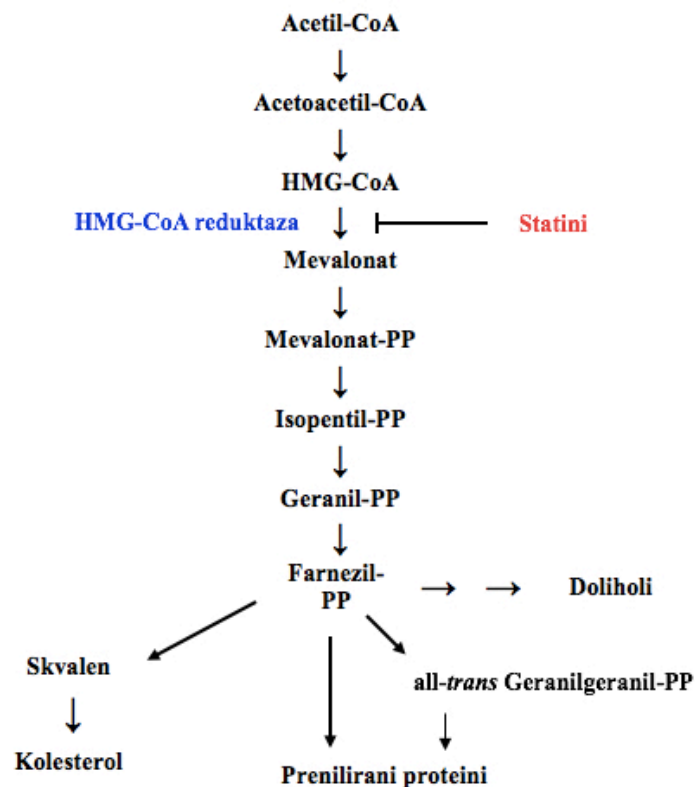 Acetil-CoA
Acetoacetil-CoA
HMG-CoA
HMG-CoA reduktaza
Statini
Mevalonat
Mevalonat-PP
Isopentil-PP
Geranil-PP
Farnezil-
PP
Doliholi
Skvalen
all-trans Geranilgeranil-PP
Kolesterol
Prenilirani proteini